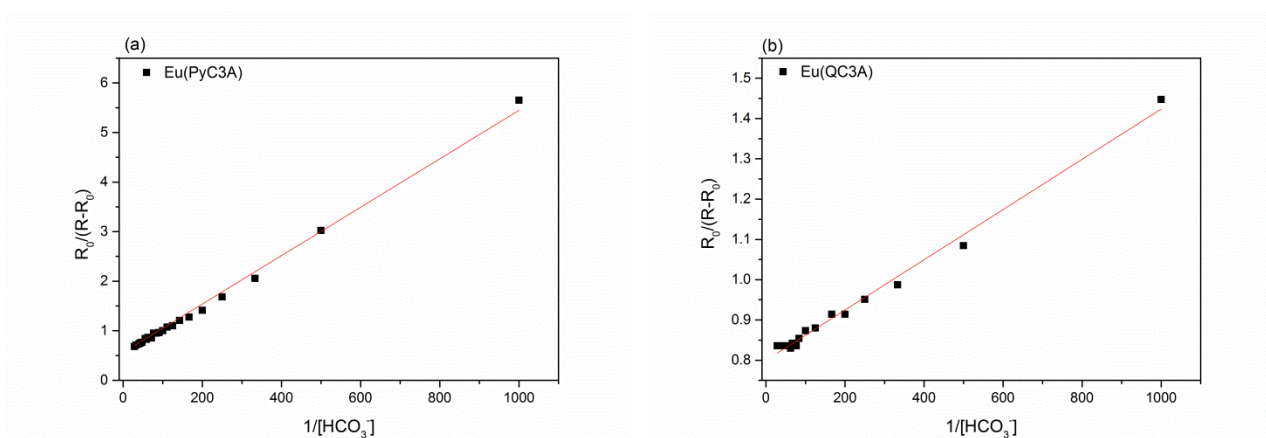 (a)
Eu(PyC3A)
6
5
4
3
2
1
0
R₀/(R-R₀)
0 200 400 600 800 1000
1/[HCO₃⁻]
(b)
Eu(QC3A)
1.5
1.4
1.3
1.2
1.1
1.0
0.9
0.8
R₀/(R-R₀)
0 200 400 600 800 1000
1/[HCO₃⁻]